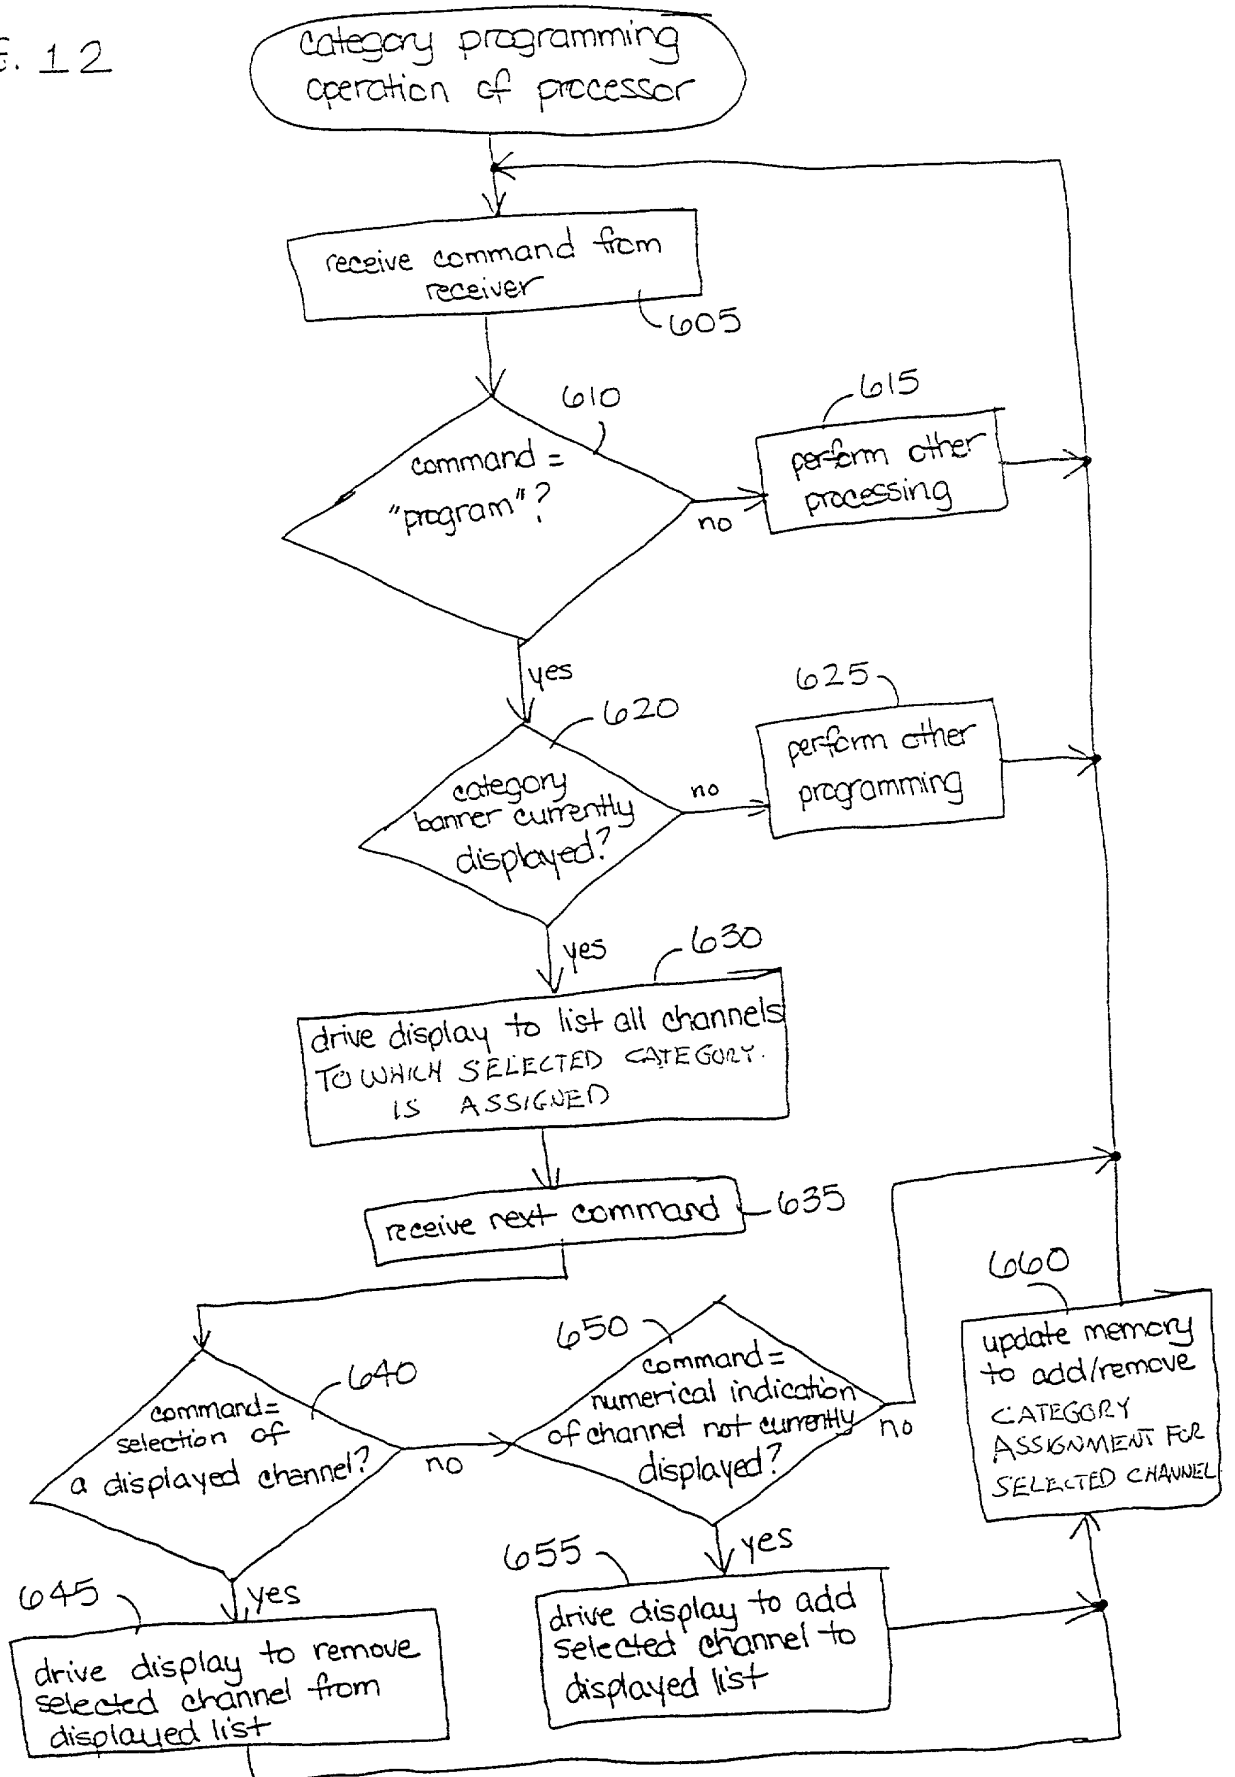 . 12
category programming
operation of processor
receive command from
receiver
605
610
command =
"program"?
615
perform other
processing
no
yes
620
category
banner currently
displayed?
625
perform other
programming
no
yes
630
drive display to list all channels
TO WHICH SELECTED CATEGORY.
IS ASSIGNED
receive next command
635
640
command=
selection of
a displayed channel?
no
650
command=
numerical indication
of channel not currently
displayed?
no
660
update memory
to add/remove
CATEGORY
ASSIGNMENT FOR
SELECTED CHANNEL
645
yes
drive display to remove
selected channel from
displayed list
655
yes
drive display to add
selected channel to
displayed list